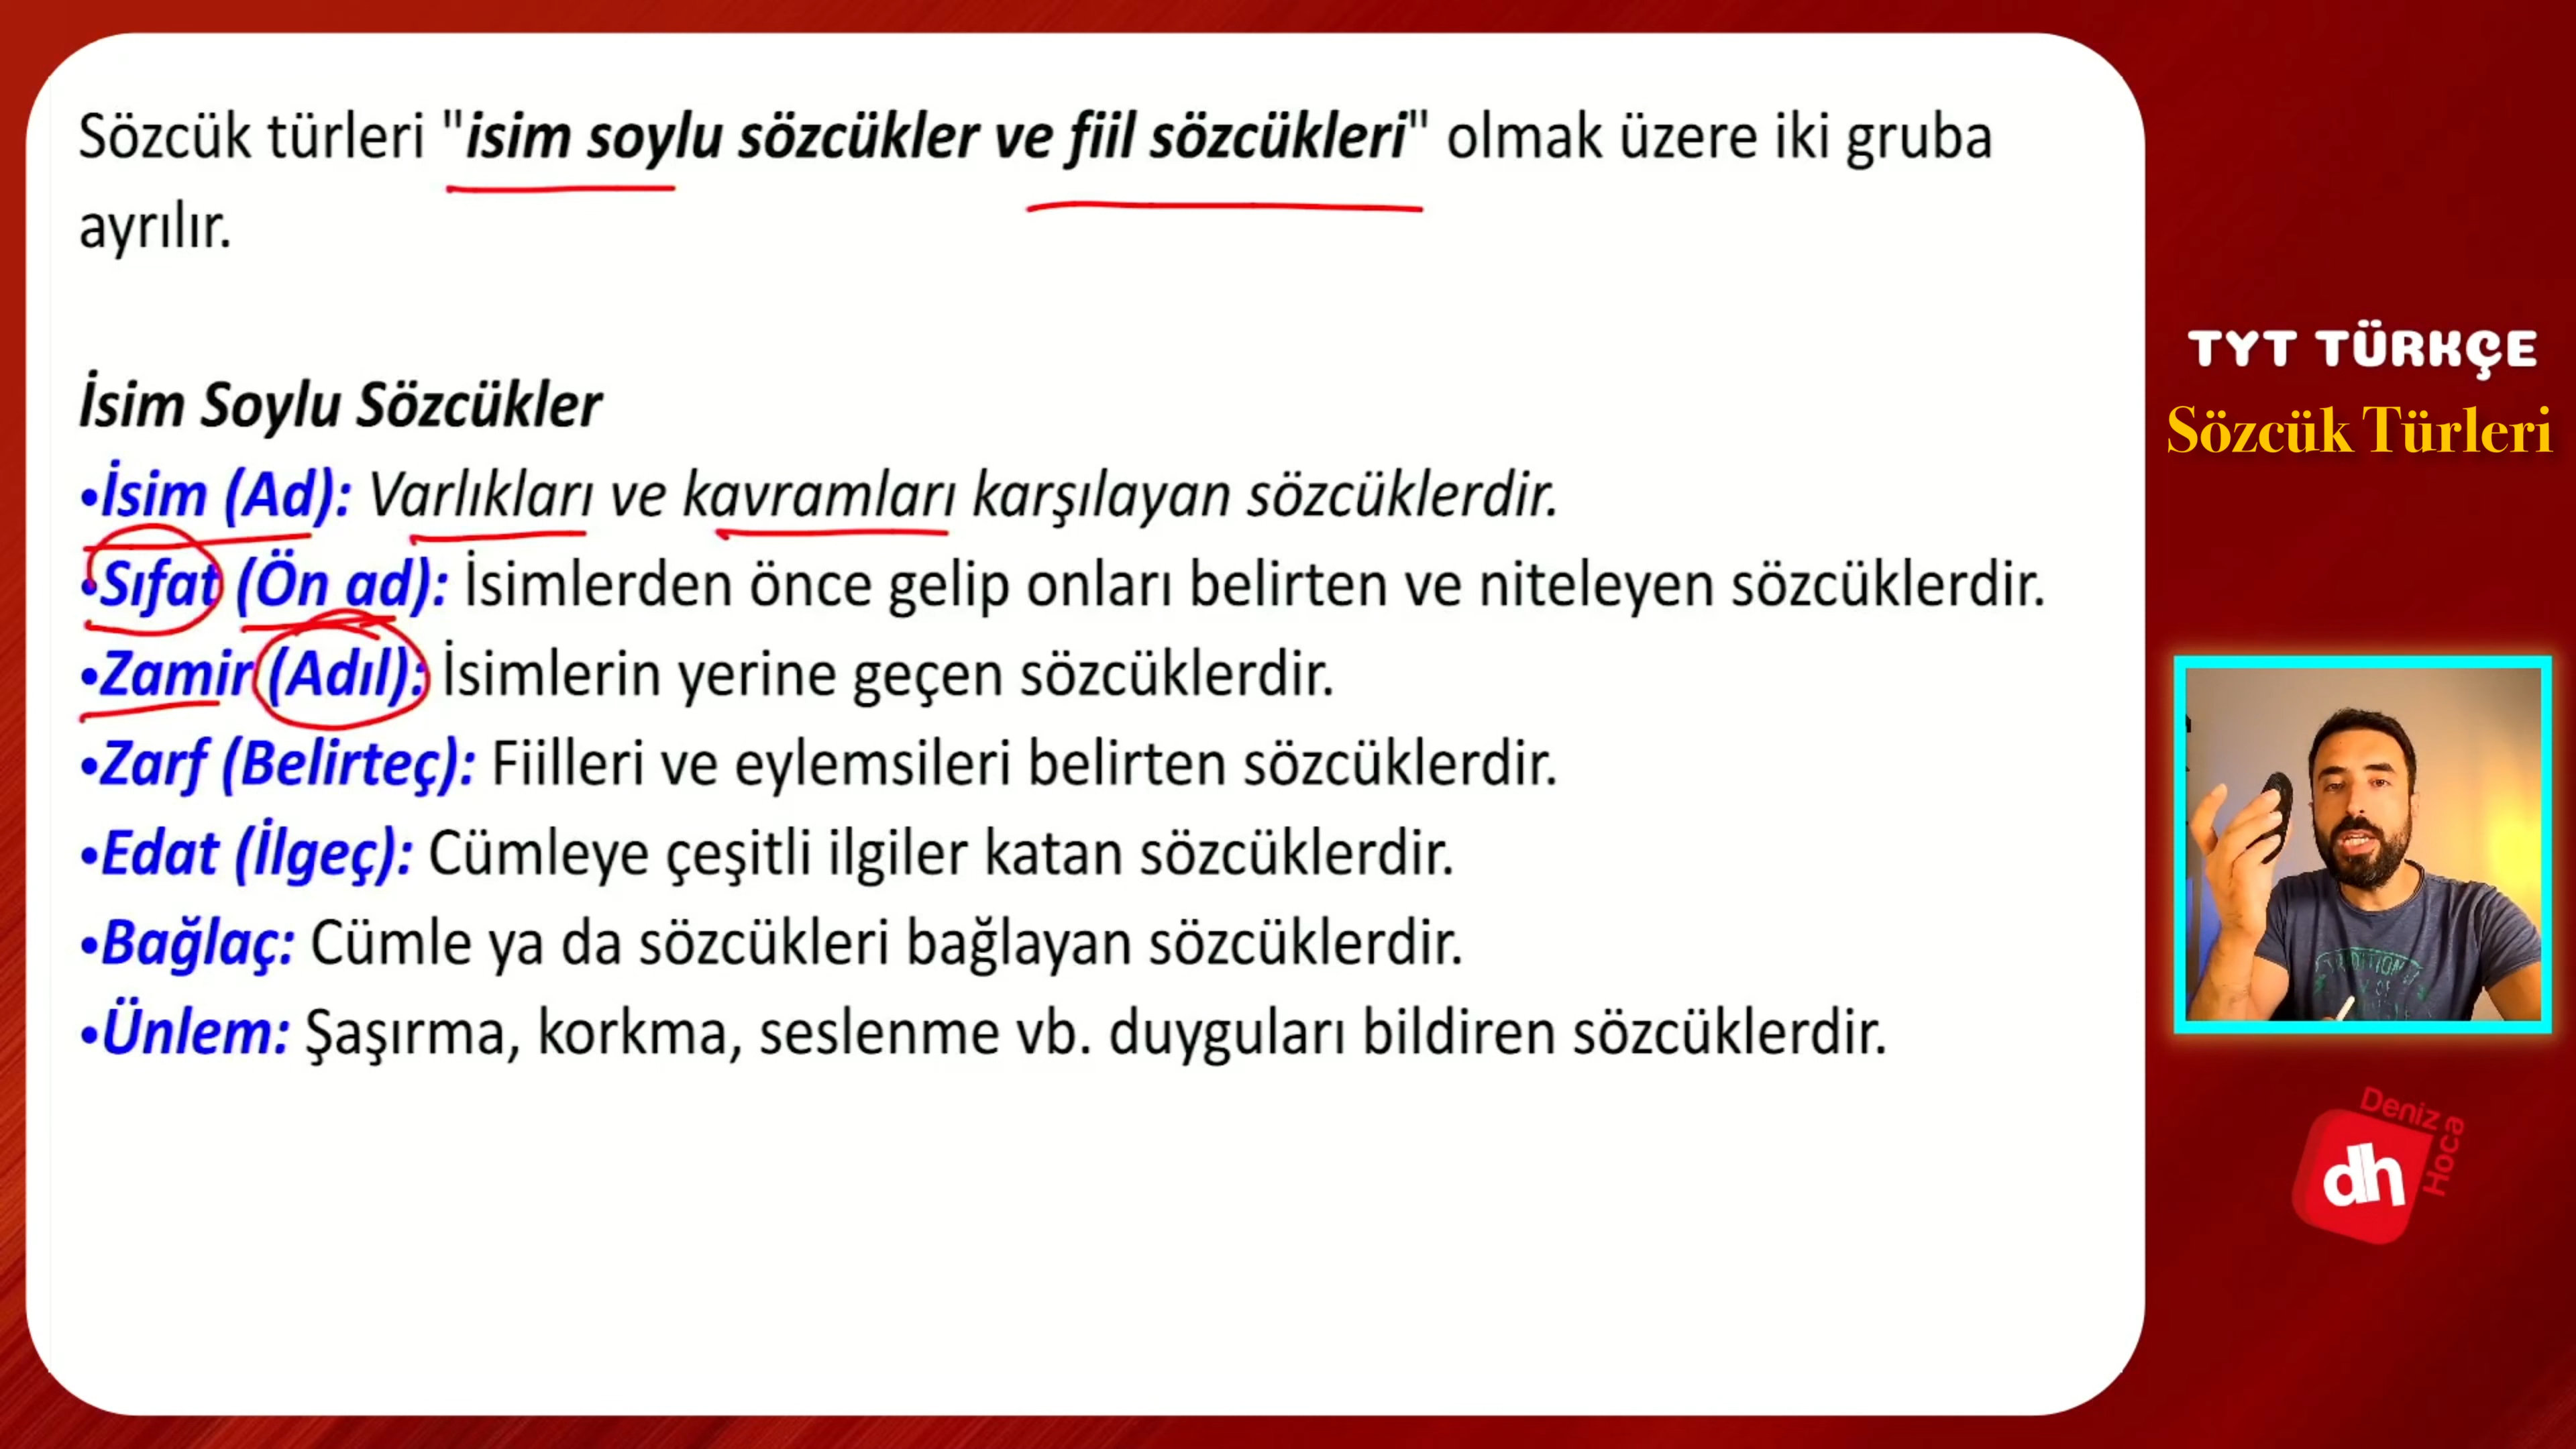 Sözcük türleri "isim soylu sözcükler ve fiil sözcükleri" olmak üzere iki gruba
ayrılır.
İsim Soylu Sözcükler
•İsim (Ad): Varlıkları ve kavramları karşılayan sözcüklerdir.
•Sıfat (Ön ad): İsimlerden önce gelip onları belirten ve niteleyen sözcüklerdir.
•Zamir (Adıl): İsimlerin yerine geçen sözcüklerdir.
•Zarf (Belirteç): Fiilleri ve eylemsileri belirten sözcüklerdir.
•Edat (İlgeç): Cümleye çeşitli ilgiler katan sözcüklerdir.
•Bağlaç: Cümle ya da sözcükleri bağlayan sözcüklerdir.
•Ünlem: Şaşırma, korkma, seslenme vb. duyguları bildiren sözcüklerdir.
TYT TÜRKÇE
Sözcük Türleri
Deniz
Hoca
dh